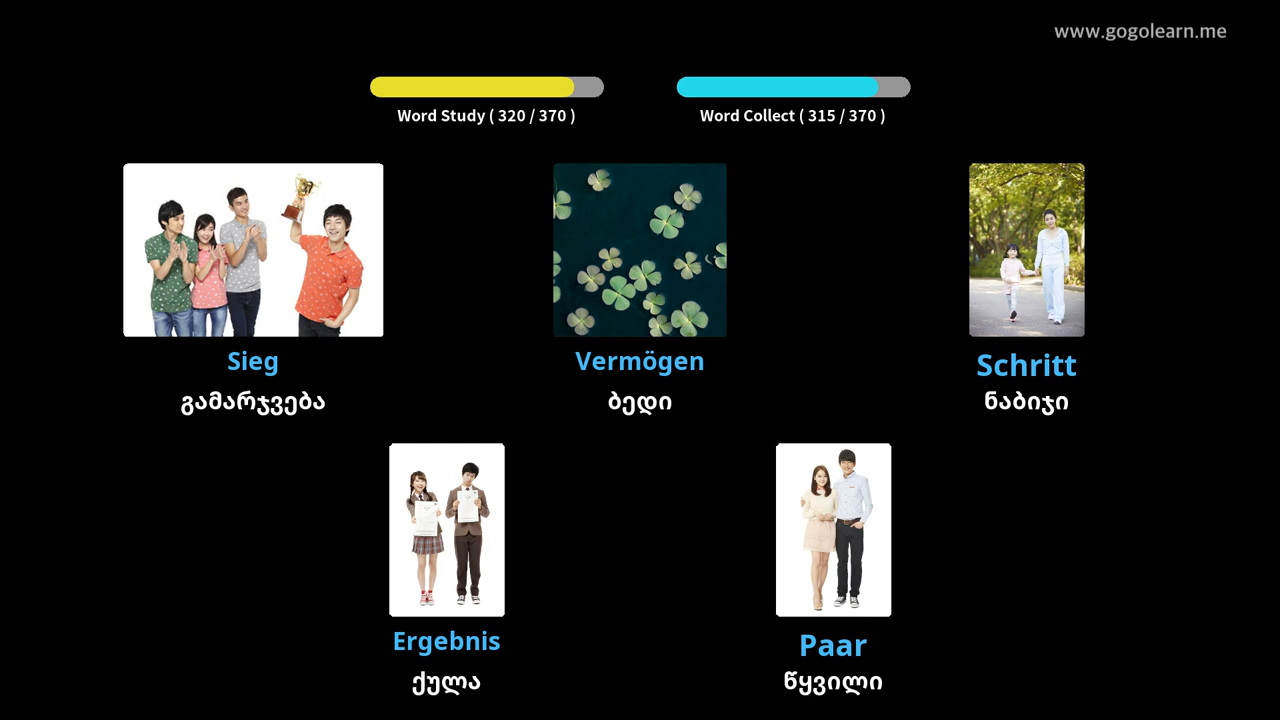 www.gogolearn.me
Word Study ( 320 / 370 )
Word Collect ( 315 / 370 )
Sieg
გამარჯვება
Vermögen
ბედი
Schritt
ნაბიჯი
Ergebnis
ქულა
Paar
წყვილი